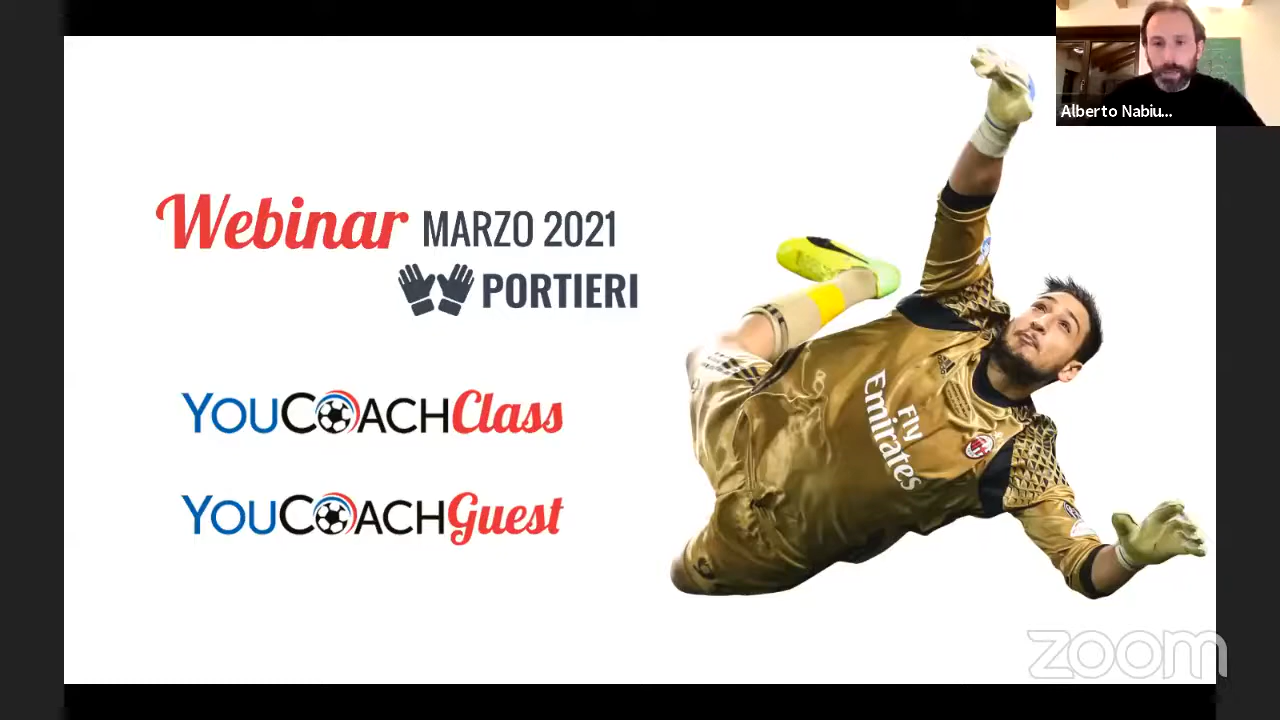 Alberto Nabiu...
Webinar MARZO 2021
PORTIERI
YOUCOACHClass
YOUCOACHGuest
Fly
Emirates
zoom